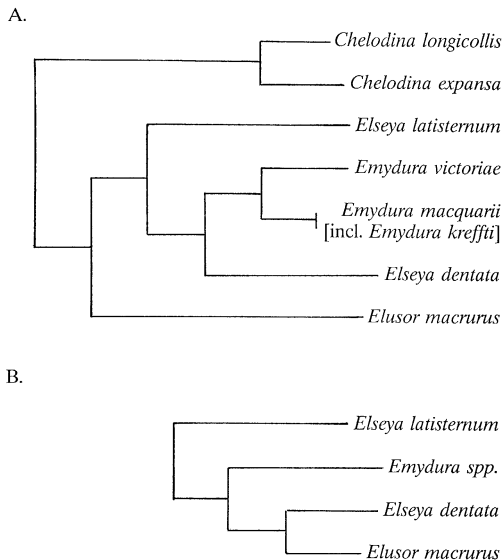 A.
Chelodina longicollis
Chelodina expansa
Elseya latisternum
Emydura victoriae
Emydura macquarii
[incl. Emydura kreffti]
Elseya dentata
Elusor macrurus
B.
Elseya latisternum
Emydura spp.
Elseya dentata
Elusor macrurus